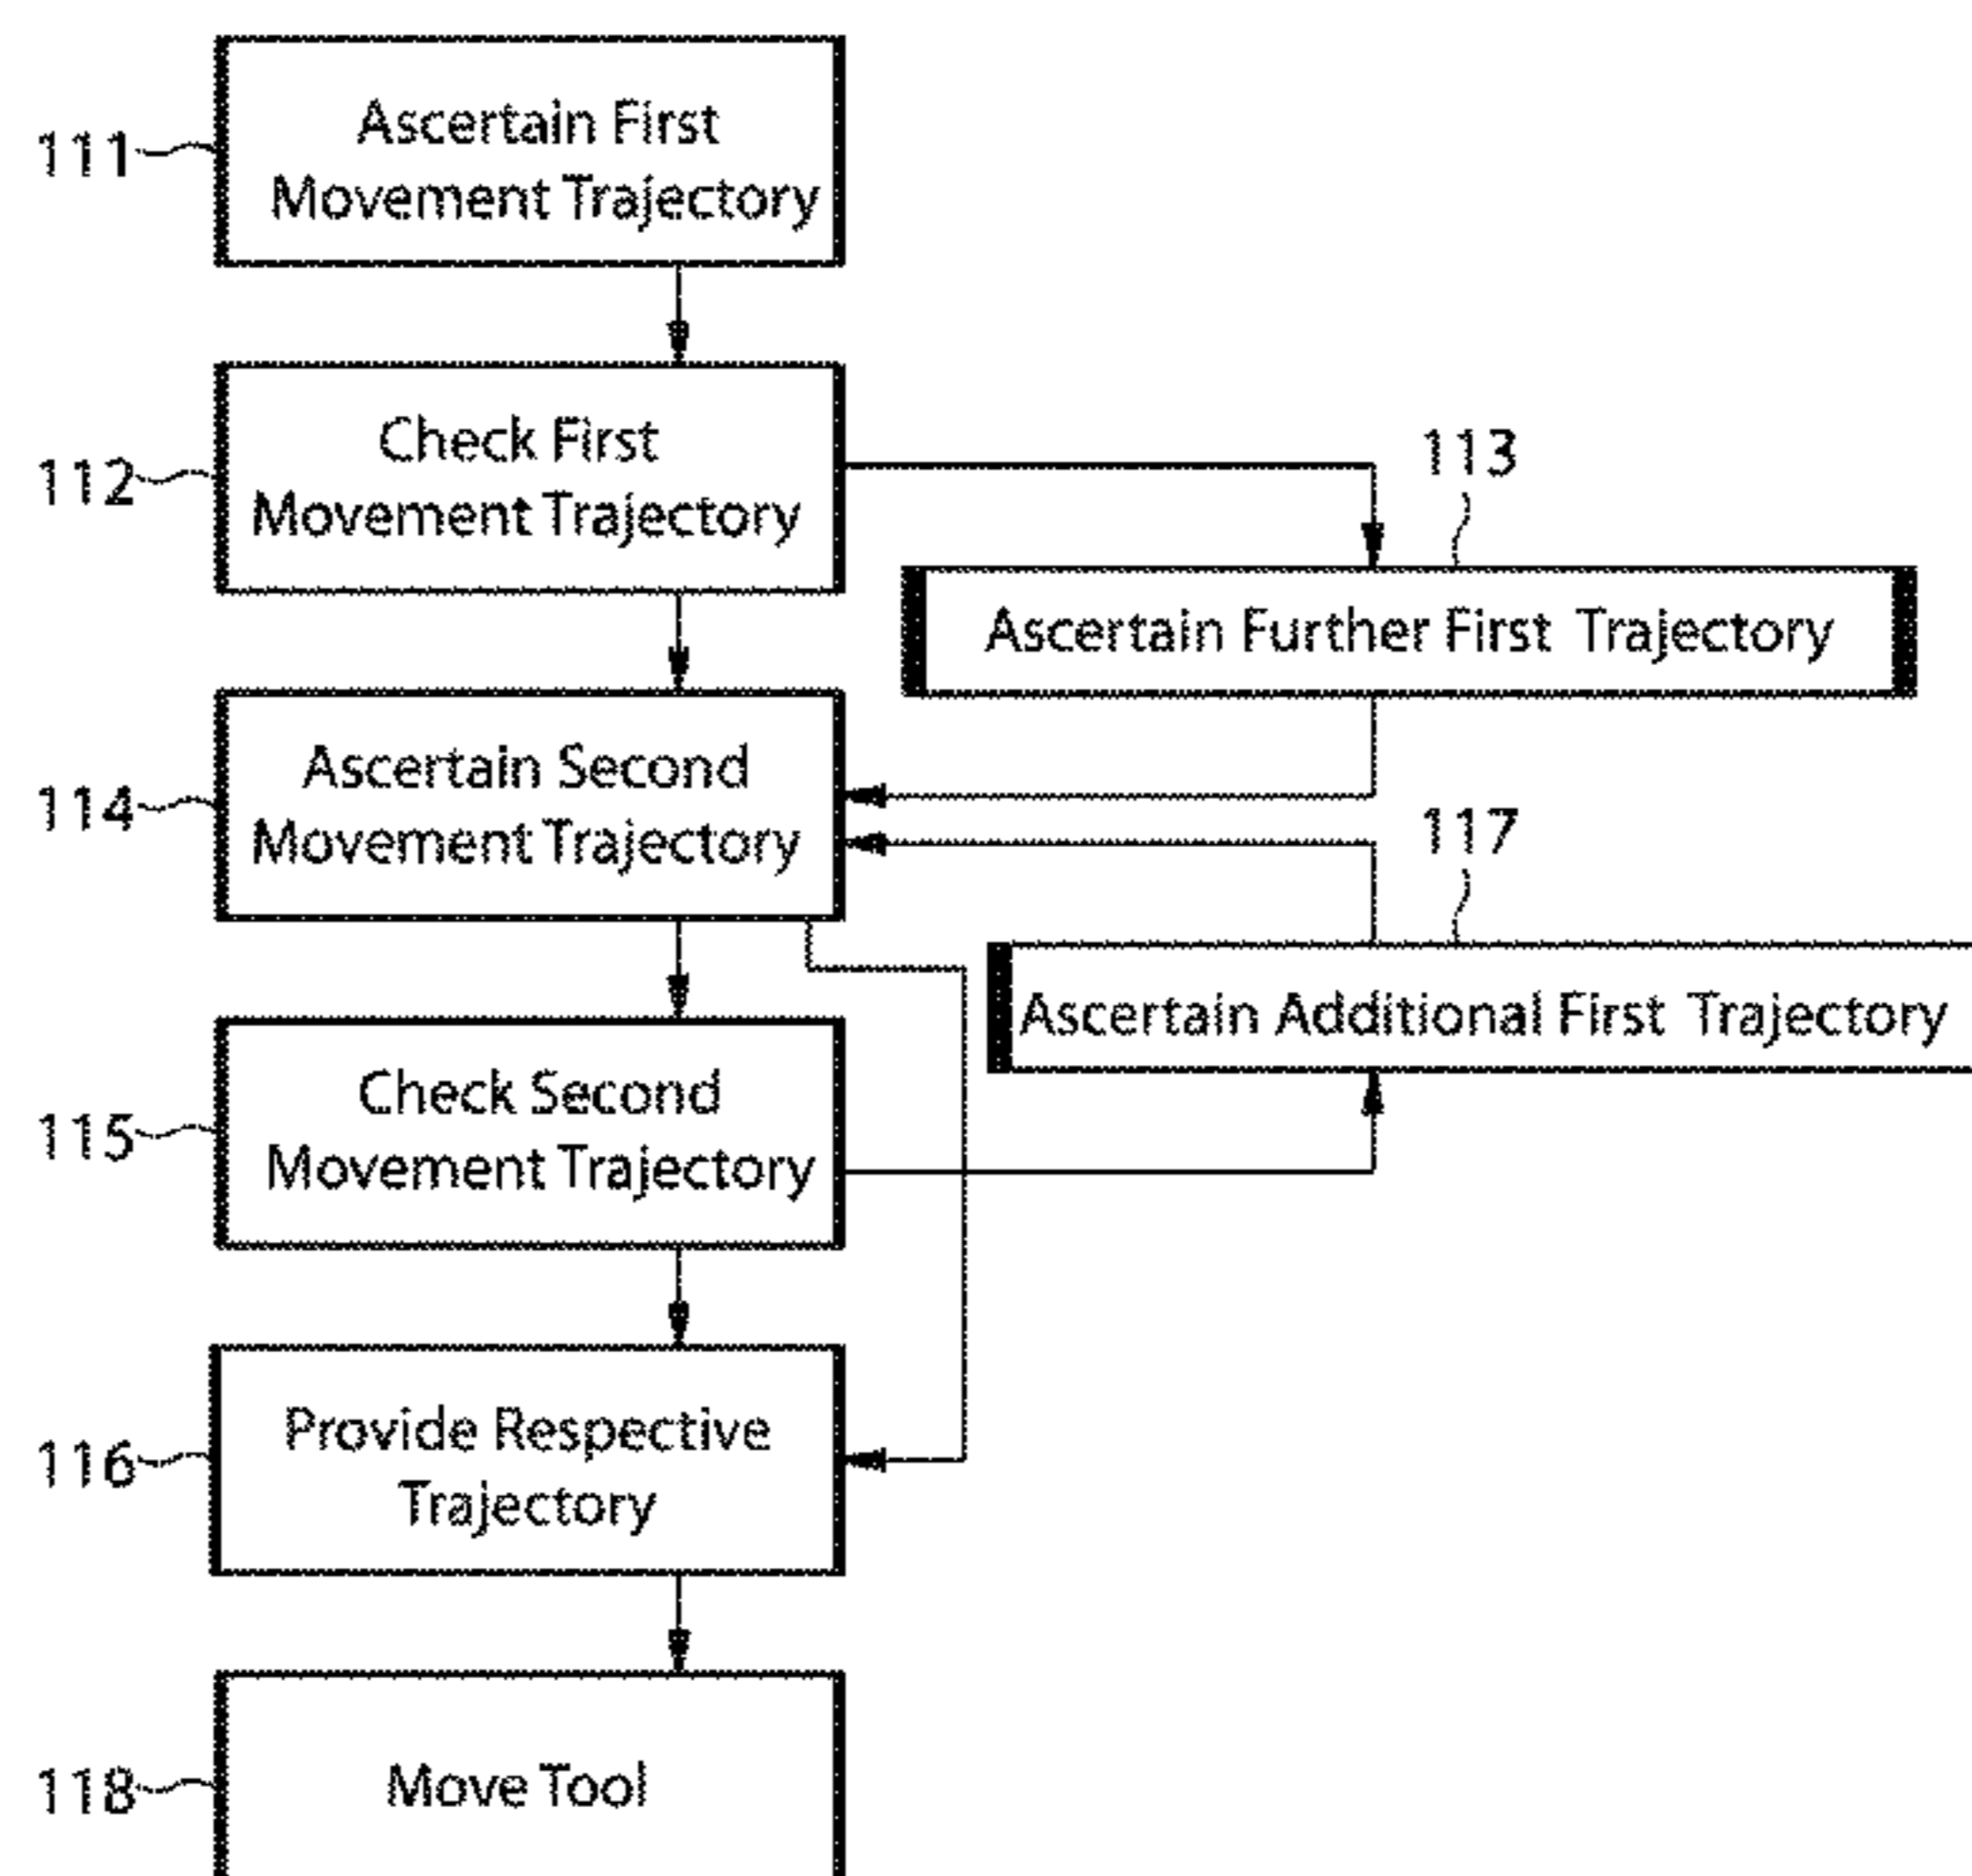 111
Ascertain First
Movement Trajectory
112
Check First
Movement Trajectory
113
Ascertain Further First Trajectory
114
Ascertain Second
Movement Trajectory
117
Ascertain Additional First Trajectory
115
Check Second
Movement Trajectory
116
Provide Respective
Trajectory
118
Move Tool